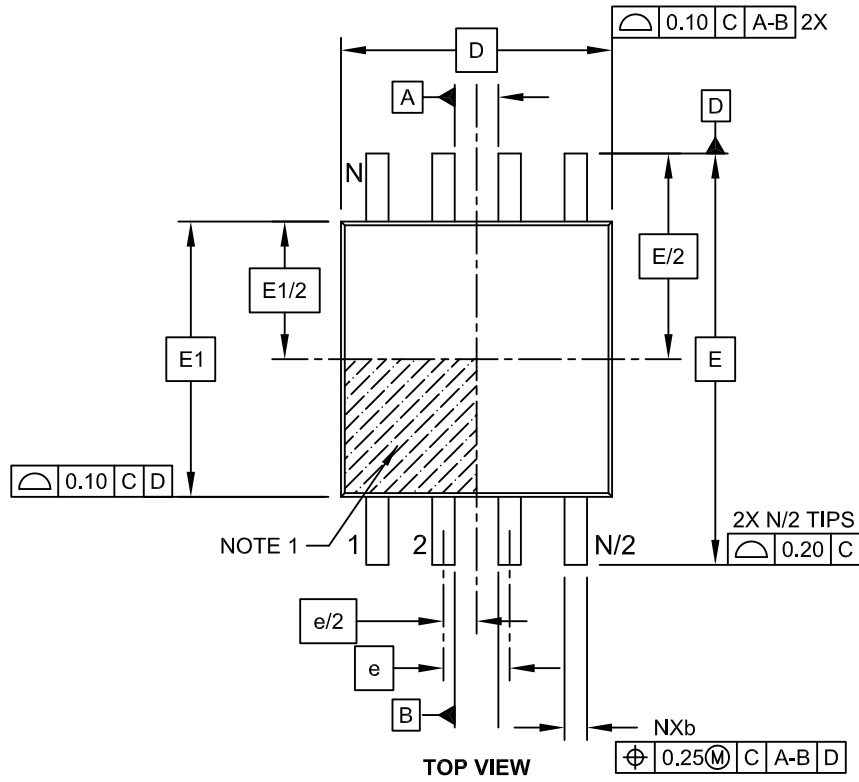 ⌓ 0.10 C A-B 2X
D
A
D
N
E/2
E1/2
E1
E
⌓ 0.10 C D
2X N/2 TIPS
⌓ 0.20 C
NOTE 1
1
2
N/2
e/2
e
B
NXb
⌖ 0.25Ⓜ C A-B D
TOP VIEW